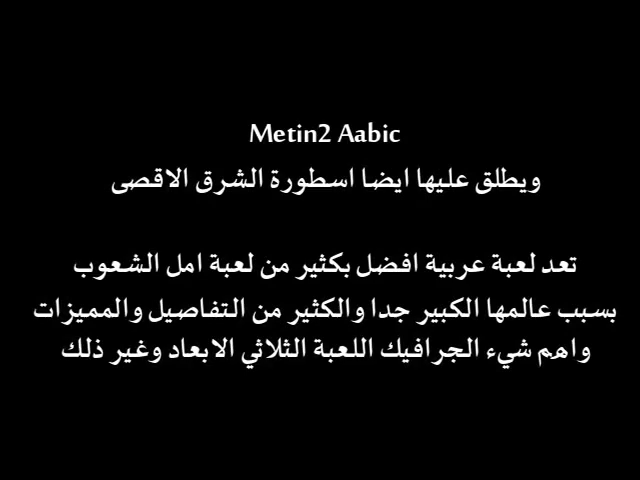 Metin2 Aabic
ويطلق عليها ايضا اسطورة الشرق الاقصى
تعد لعبة عربية افضل بكثير من لعبة امل الشعوب
بسبب عالمها الكبير جدا والكثير من التفاصيل والمميزات
واهم شيء الجرافيك اللعبة الثلاثي الابعاد وغير ذلك